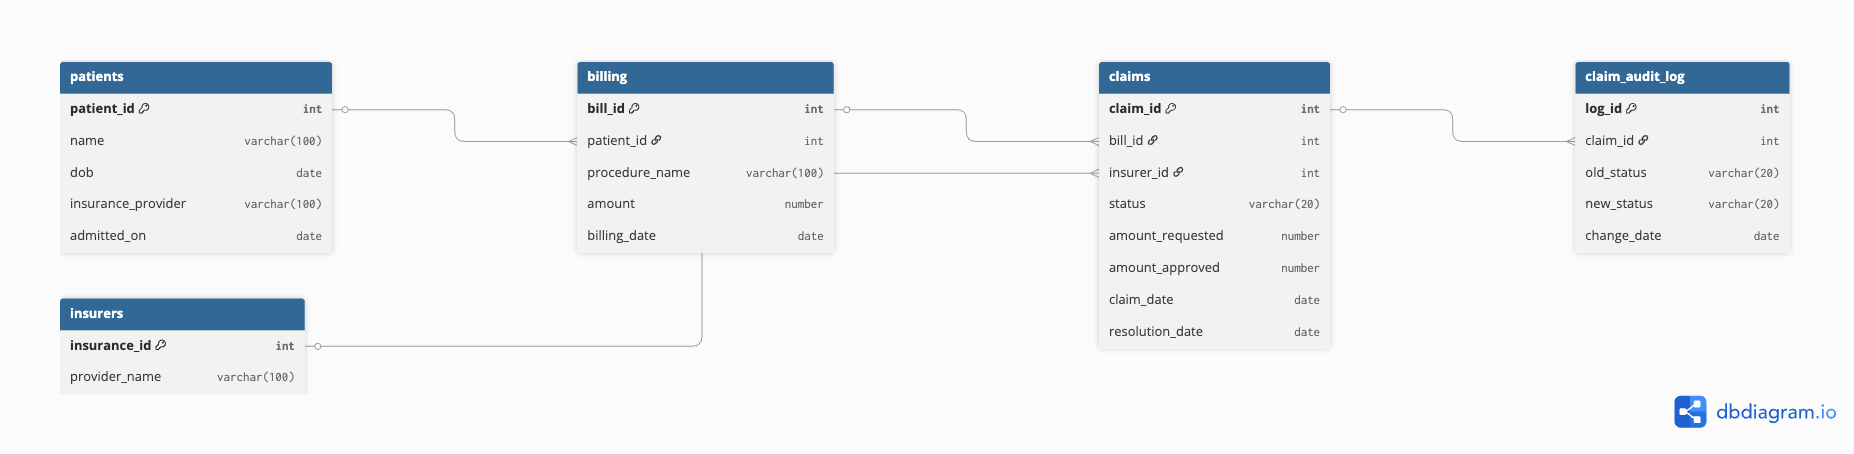 patients
patient_id int
name varchar(100)
dob date
insurance_provider varchar(100)
admitted_on date
insurers
insurance_id int
provider_name varchar(100)
billing
bill_id int
patient_id int
procedure_name varchar(100)
amount number
billing_date date
claims
claim_id int
bill_id int
insurer_id int
status varchar(20)
amount_requested number
amount_approved number
claim_date date
resolution_date date
claim_audit_log
log_id int
claim_id int
old_status varchar(20)
new_status varchar(20)
change_date date
dbdiagram.io